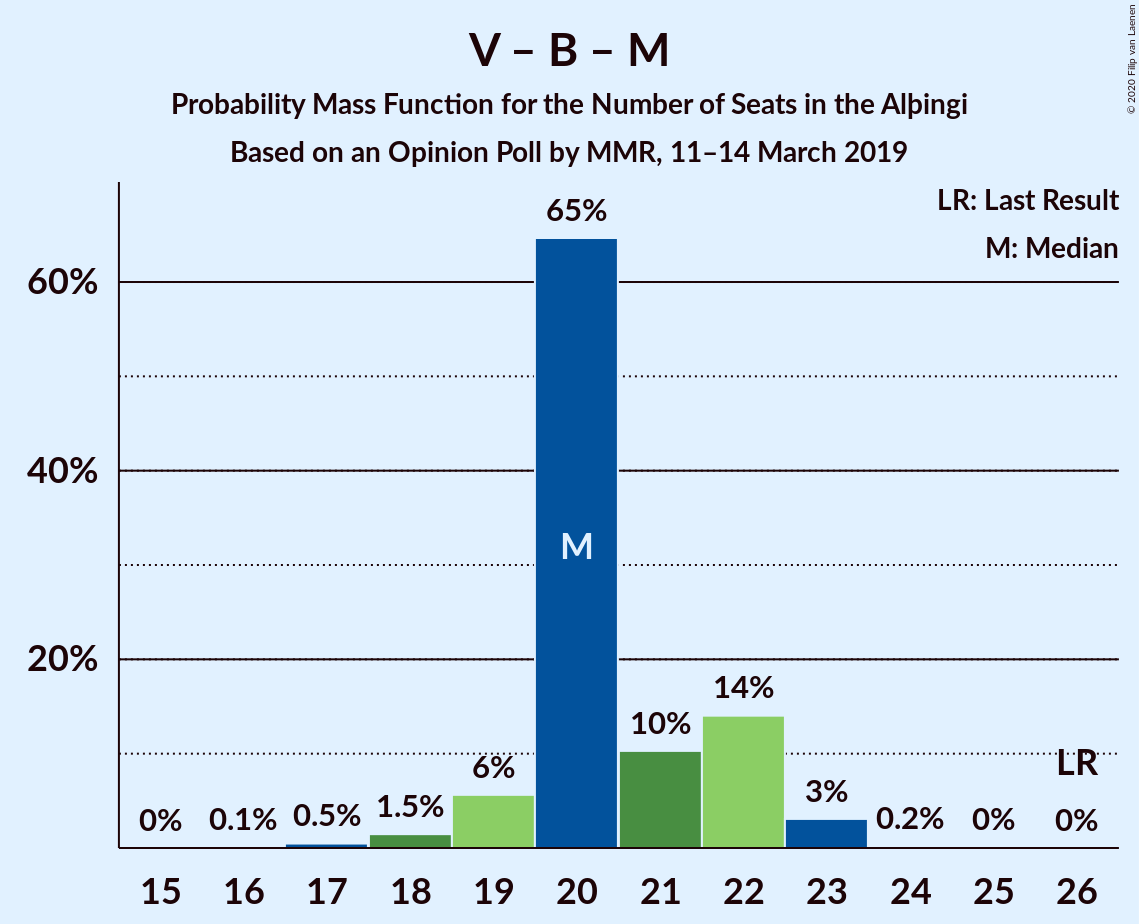 V – B – M
Probability Mass Function for the Number of Seats in the Alþingi
Based on an Opinion Poll by MMR, 11–14 March 2019
© 2020 Filip van Laenen
LR: Last Result
M: Median
60%
40%
20%
0%
0.1%
0.5%
1.5%
6%
65%
M
10%
14%
3%
0.2%
0%
LR
0%
15 16 17 18 19 20 21 22 23 24 25 26